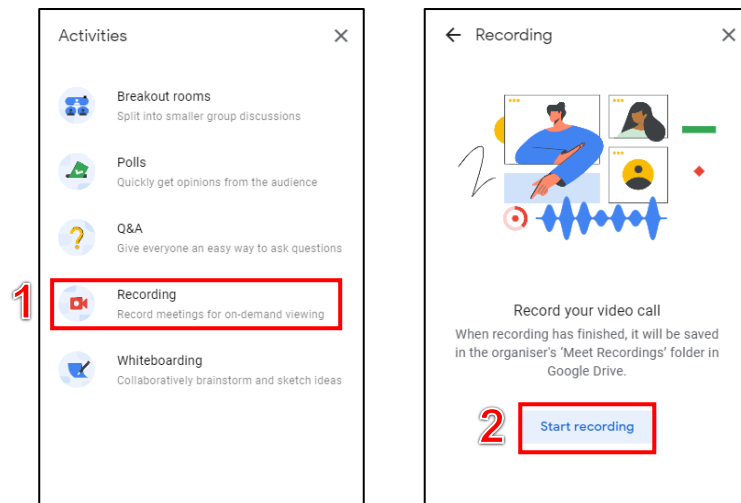 Activities
Breakout rooms
Split into smaller group discussions
Polls
Quickly get opinions from the audience
Q&A
Give everyone an easy way to ask questions
1
Recording
Record meetings for on-demand viewing
Whiteboarding
Collaboratively brainstorm and sketch ideas
Recording
Record your video call
When recording has finished, it will be saved
in the organiser's 'Meet Recordings' folder in
Google Drive.
2
Start recording